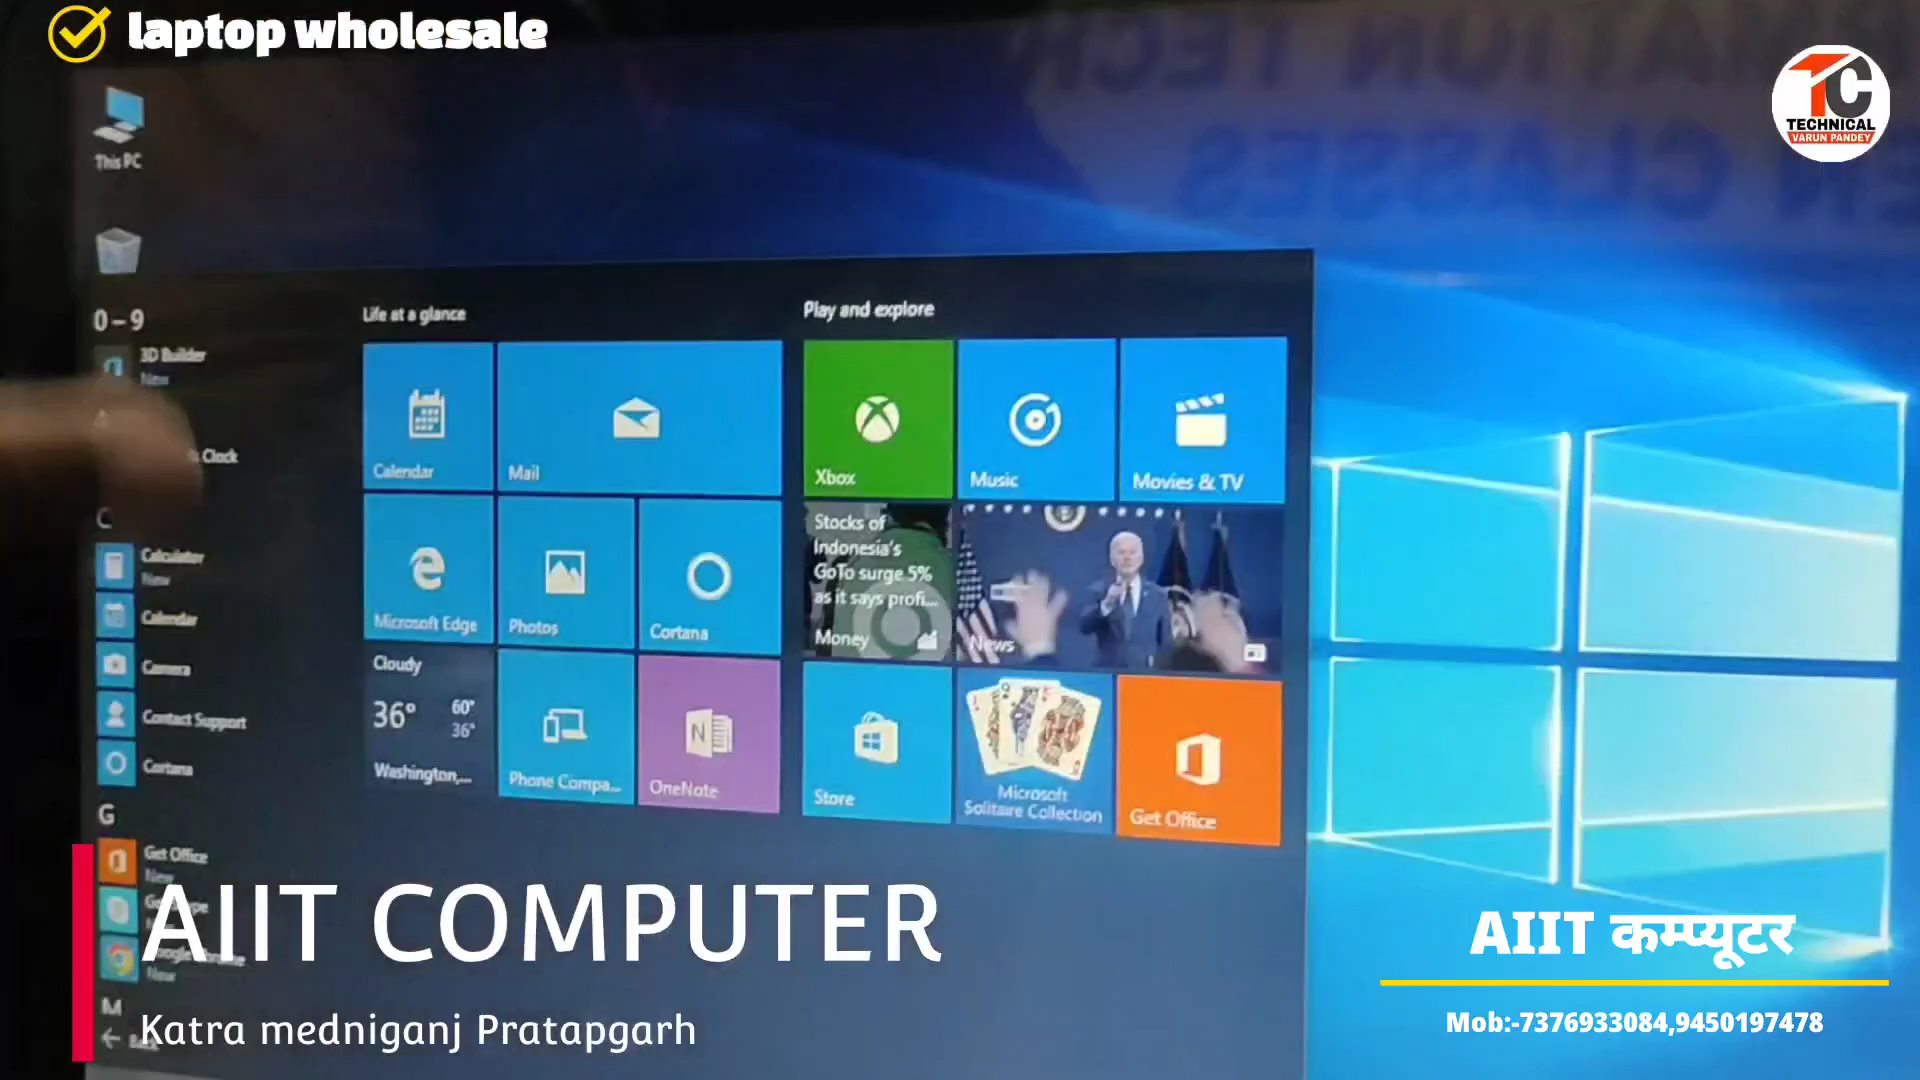 laptop wholesale
TC
TECHNICAL
VARUN PANDEY
This PC
0 – 9
3D Builder
New
Clock
C
Calculator
New
Calendar
Camera
Contact Support
Cortana
G
Get Office
New
New
M
Back
Life at a glance
Calendar
Mail
Microsoft Edge
Photos
Cortana
Cloudy
36°
60°
36°
Washington,...
Phone Compa...
OneNote
Play and explore
Xbox
Music
Movies & TV
Stocks of
Indonesia's
GoTo surge 5%
as it says profi...
Money
News
Store
Microsoft
Solitaire Collection
Get Office
AIIT COMPUTER
Katra medniganj Pratapgarh
AIIT कम्प्यूटर
Mob:-7376933084,9450197478